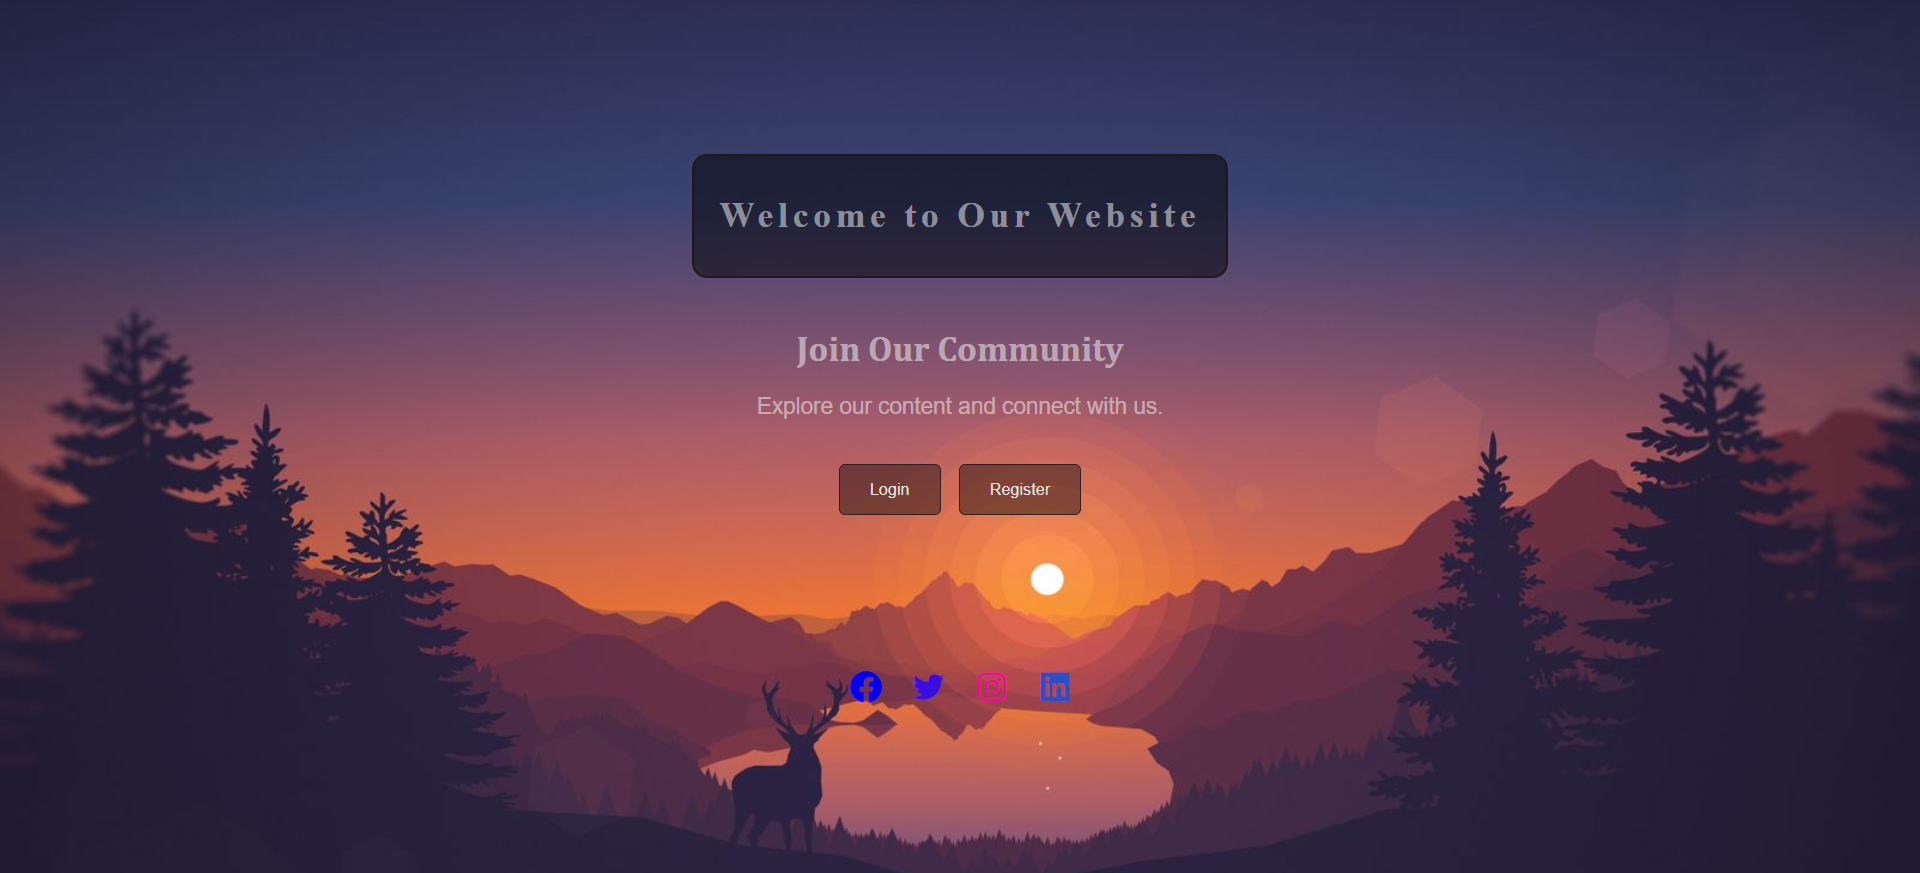 Welcome to Our Website
Join Our Community
Explore our content and connect with us.
Login
Register